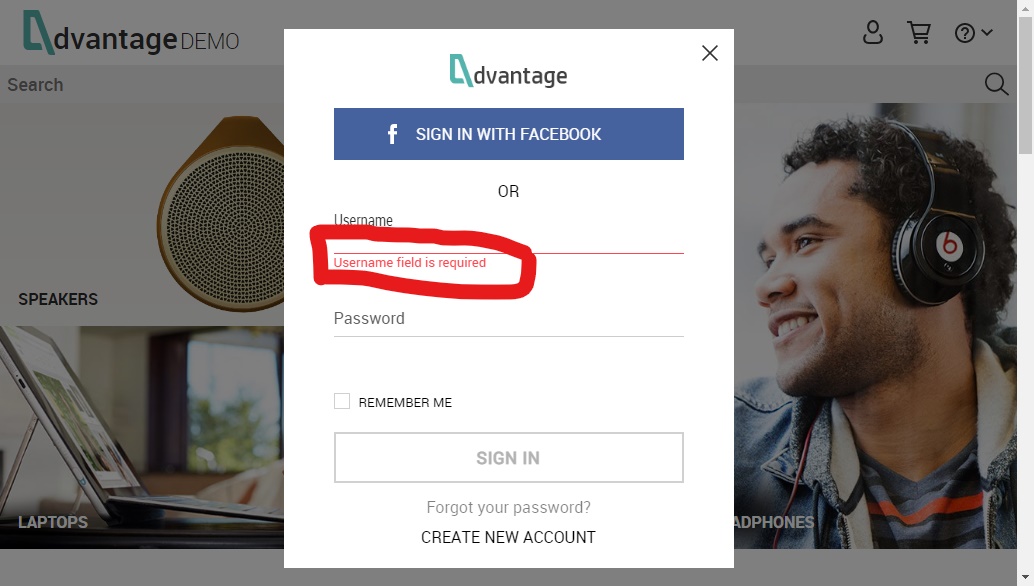 dvantage DEMO
Search
dvantage
SIGN IN WITH FACEBOOK
OR
Username
Username field is required
Password
REMEMBER ME
SIGN IN
Forgot your password?
CREATE NEW ACCOUNT
SPEAKERS
LAPTOPS
ADPHONES